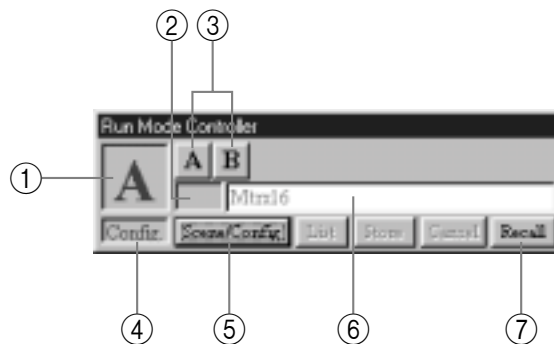 ② ③
Run Mode Controller
① A A B
Mtrx16
Config. Scene/Config List Store Cancel Recall
④ ⑤ ⑥ ⑦